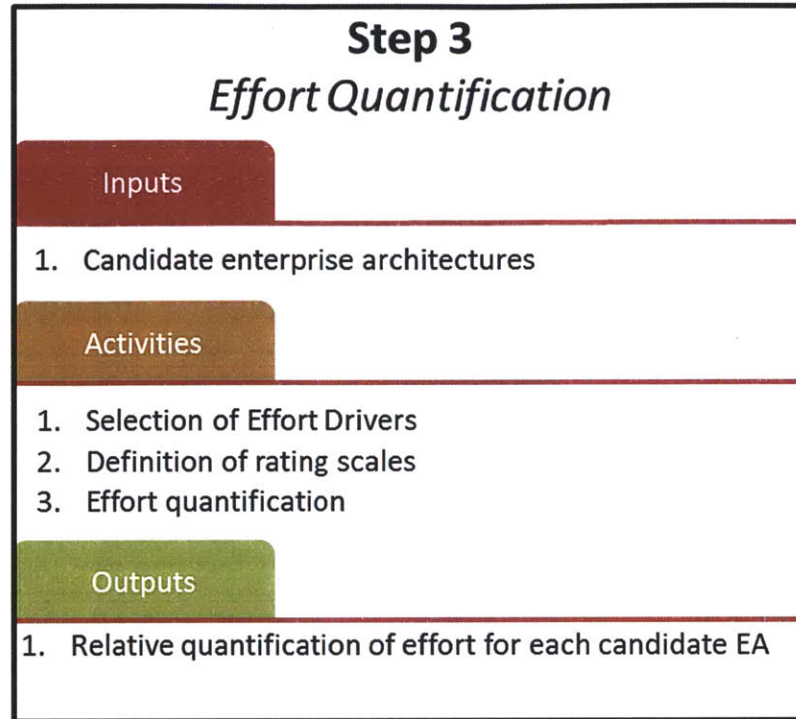 Step 3
Effort Quantification
Inputs
1. Candidate enterprise architectures
Activities
1. Selection of Effort Drivers
2. Definition of rating scales
3. Effort quantification
Outputs
1. Relative quantification of effort for each candidate EA